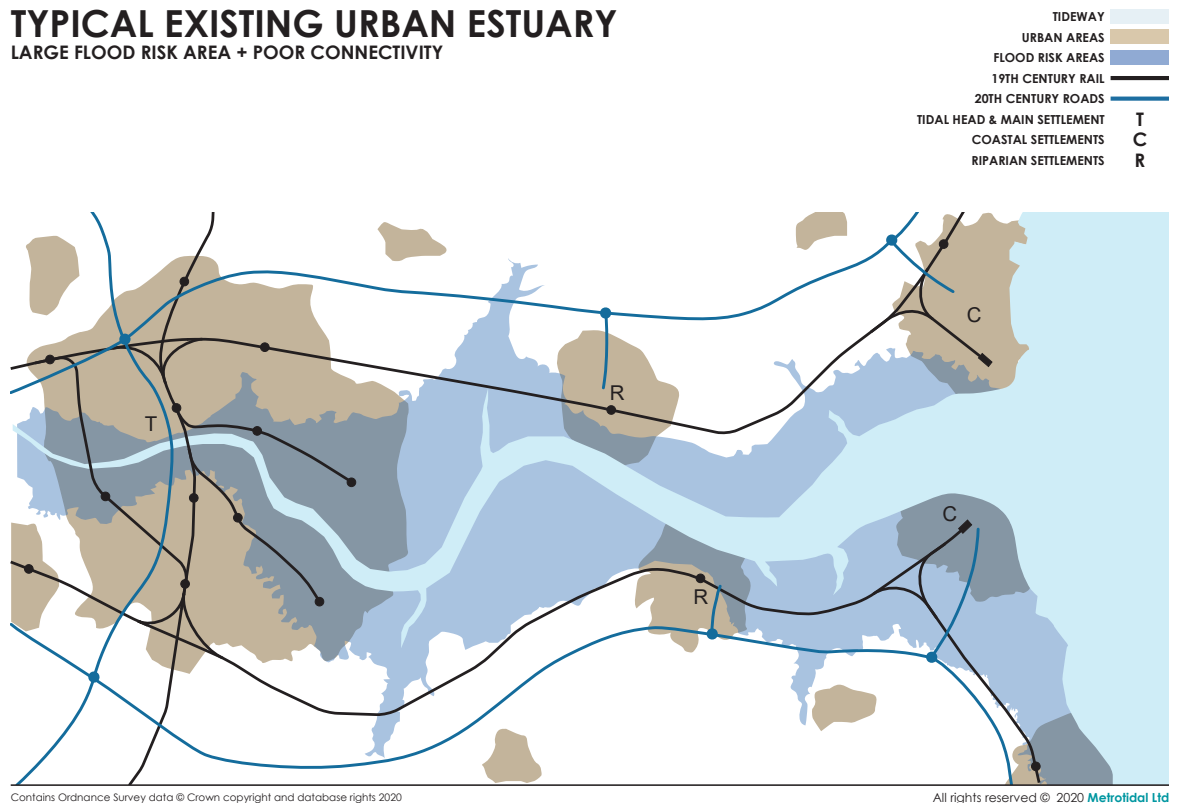 TYPICAL EXISTING URBAN ESTUARY
LARGE FLOOD RISK AREA + POOR CONNECTIVITY
TIDEWAY
URBAN AREAS
FLOOD RISK AREAS
19TH CENTURY RAIL
20TH CENTURY ROADS
TIDAL HEAD & MAIN SETTLEMENT T
COASTAL SETTLEMENTS C
RIPARIAN SETTLEMENTS R
C
R
T
C
R
Contains Ordnance Survey data © Crown copyright and database rights 2020
All rights reserved © 2020 Metrotidal Ltd